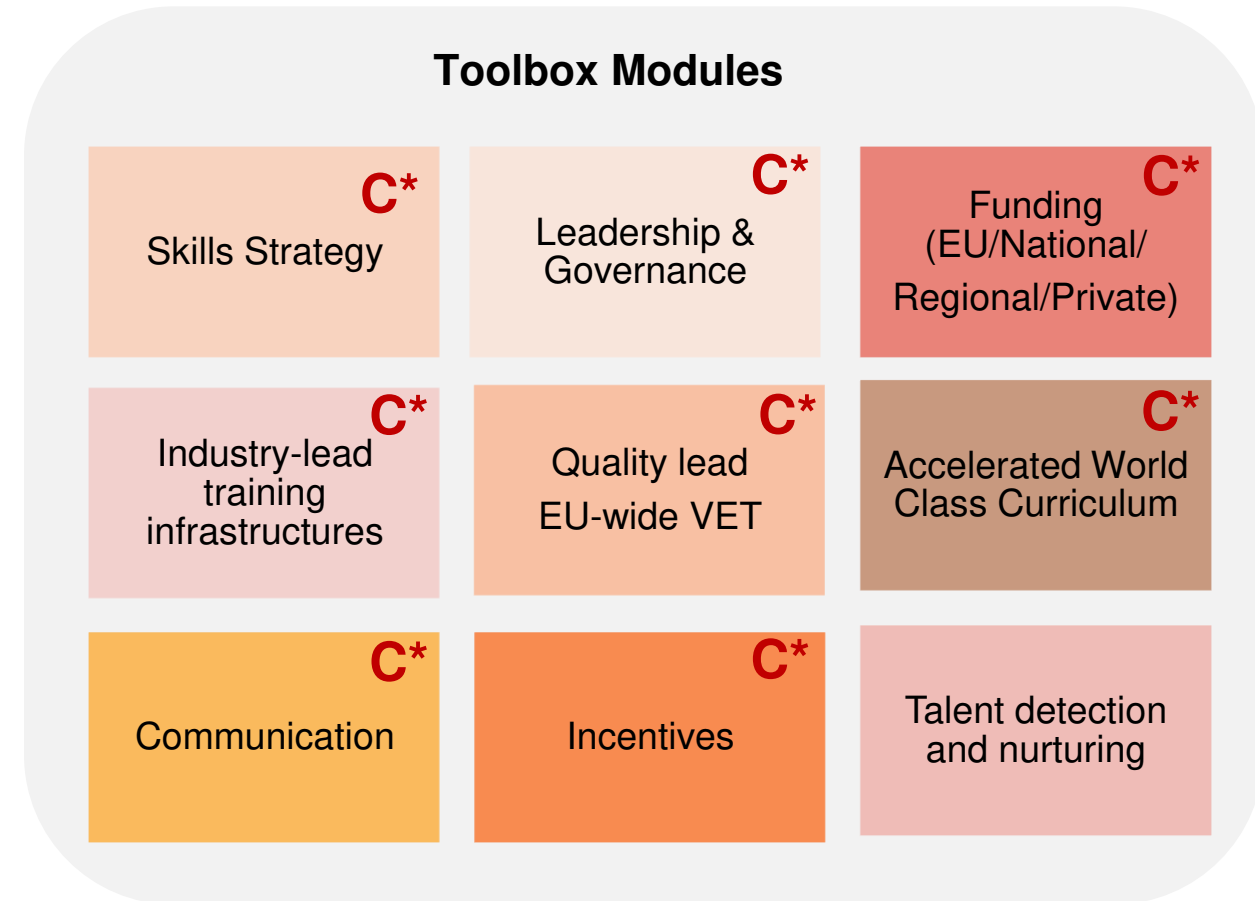 Toolbox Modules
C*
Skills Strategy
C*
Leadership &
Governance
C*
Funding
(EU/National/
Regional/Private)
C*
Industry-lead
training
infrastructures
C*
Quality lead
EU-wide VET
C*
Accelerated World
Class Curriculum
C*
Communication
C*
Incentives
Talent detection
and nurturing